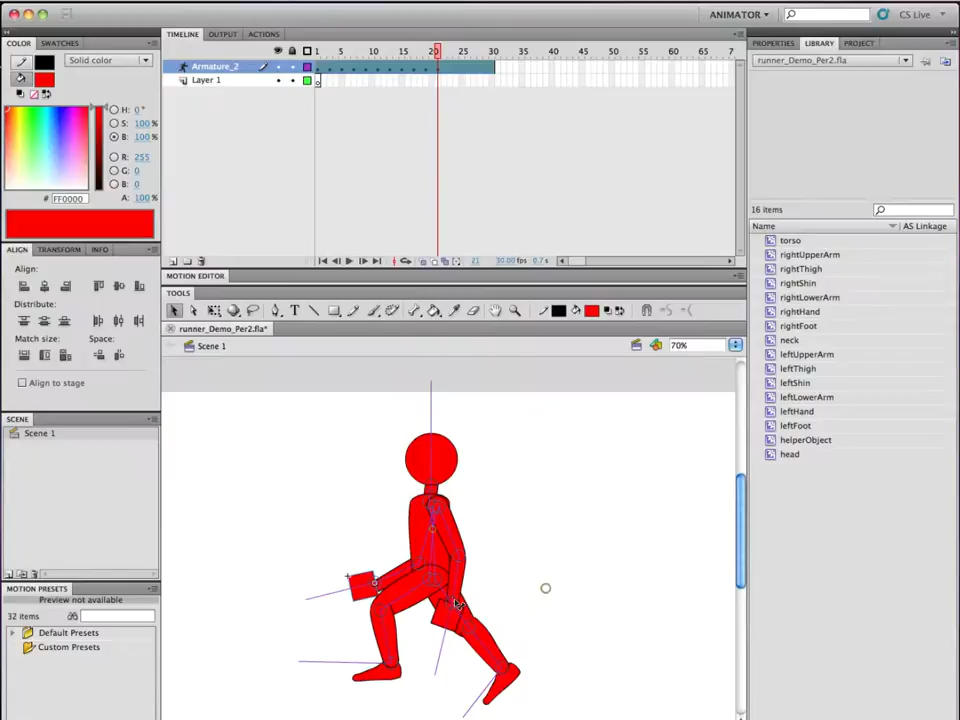 ANIMATOR
CS Live
COLOR SWATCHES
TIMELINE OUTPUT ACTIONS
PROPERTIES LIBRARY PROJECT
Solid color
1 5 10 15 20 25 30 35 40 45 50 55 60 65 7
Armature_2
Layer 1
runner_Demo_Per2.fla
H: 0 °
S: 100 %
B: 100 %
R: 255
G: 0
B: 0
# FF0000 A: 100 %
16 items
Name AS Linkage
torso
rightUpperArm
rightThigh
rightShin
rightLowerArm
rightHand
rightFoot
neck
leftUpperArm
leftThigh
leftShin
leftLowerArm
leftHand
leftFoot
helperObject
head
ALIGN TRANSFORM INFO
Align:
Distribute:
Match size: Space:
Align to stage
21 30.00 fps 0.7 s
MOTION EDITOR
TOOLS
runner_Demo_Per2.fla*
Scene 1
70%
SCENE
Scene 1
MOTION PRESETS
Preview not available
32 items
Default Presets
Custom Presets